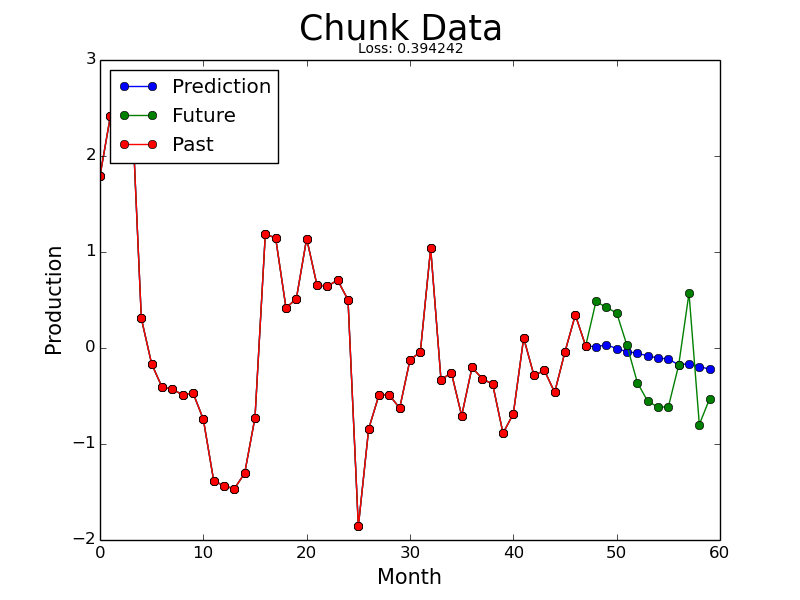 Chunk Data
Loss: 0.394242
Prediction
Future
Past
3
2
1
0
−1
−2
Production
0 10 20 30 40 50 60
Month